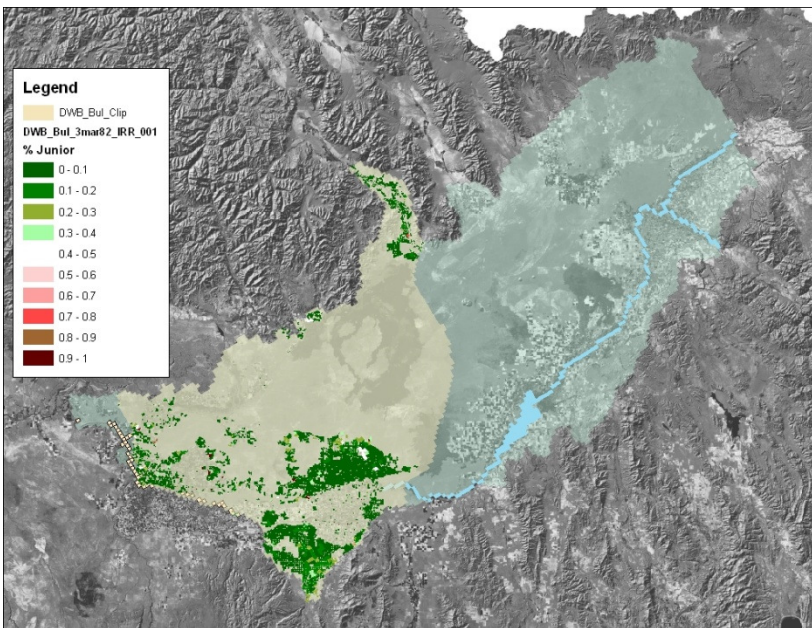 Legend
DWB_Bul_Clip
DWB_Bul_3mar82_IRR_001
% Junior
0 - 0.1
0.1 - 0.2
0.2 - 0.3
0.3 - 0.4
0.4 - 0.5
0.5 - 0.6
0.6 - 0.7
0.7 - 0.8
0.8 - 0.9
0.9 - 1